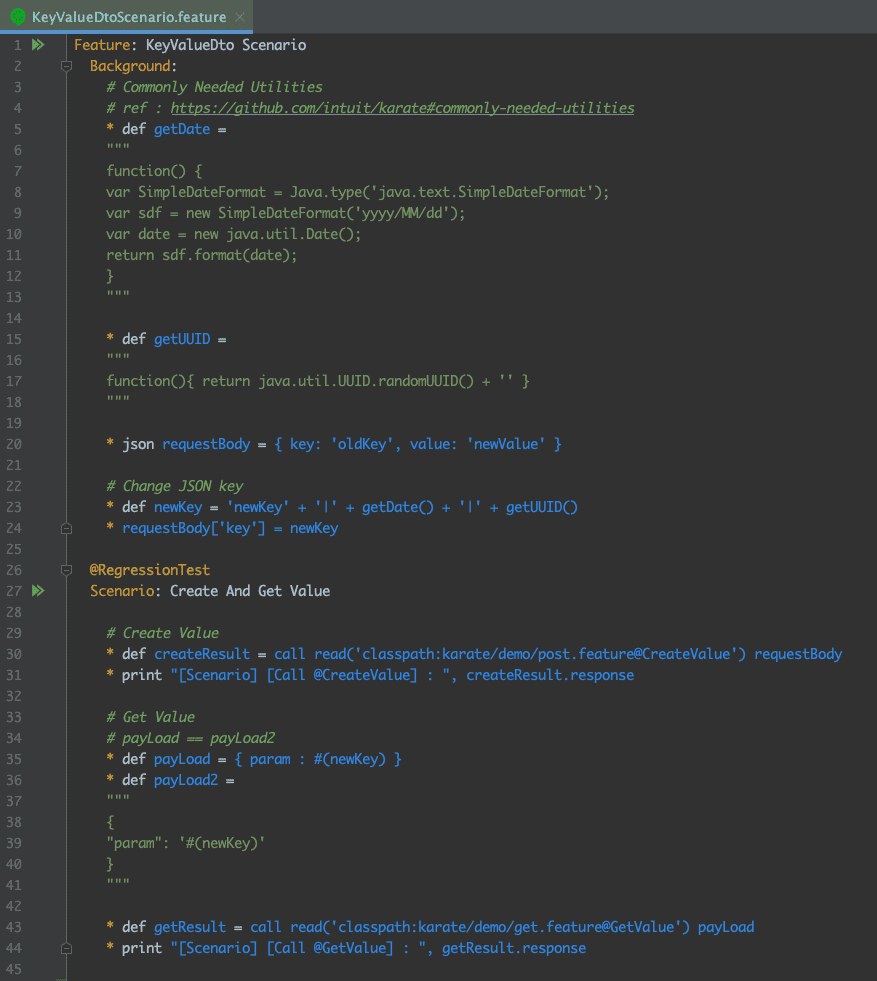 KeyValueDtoScenario.feature
1 Feature: KeyValueDto Scenario
2 Background:
3 # Commonly Needed Utilities
4 # ref : https://github.com/intuit/karate#commonly-needed-utilities
5 * def getDate =
6 """
7 function() {
8 var SimpleDateFormat = Java.type('java.text.SimpleDateFormat');
9 var sdf = new SimpleDateFormat('yyyy/MM/dd');
10 var date = new java.util.Date();
11 return sdf.format(date);
12 }
13 """
14
15 * def getUUID =
16 """
17 function(){ return java.util.UUID.randomUUID() + '' }
18 """
19
20 * json requestBody = { key: 'oldKey', value: 'newValue' }
21
22 # Change JSON key
23 * def newKey = 'newKey' + '|' + getDate() + '|' + getUUID()
24 * requestBody['key'] = newKey
25
26 @RegressionTest
27 Scenario: Create And Get Value
28
29 # Create Value
30 * def createResult = call read('classpath:karate/demo/post.feature@CreateValue') requestBody
31 * print "[Scenario] [Call @CreateValue] : ", createResult.response
32
33 # Get Value
34 # payLoad == payLoad2
35 * def payLoad = { param : #(newKey) }
36 * def payLoad2 =
37 """
38 {
39 "param": '#(newKey)'
40 }
41 """
42
43 * def getResult = call read('classpath:karate/demo/get.feature@GetValue') payLoad
44 * print "[Scenario] [Call @GetValue] : ", getResult.response
45